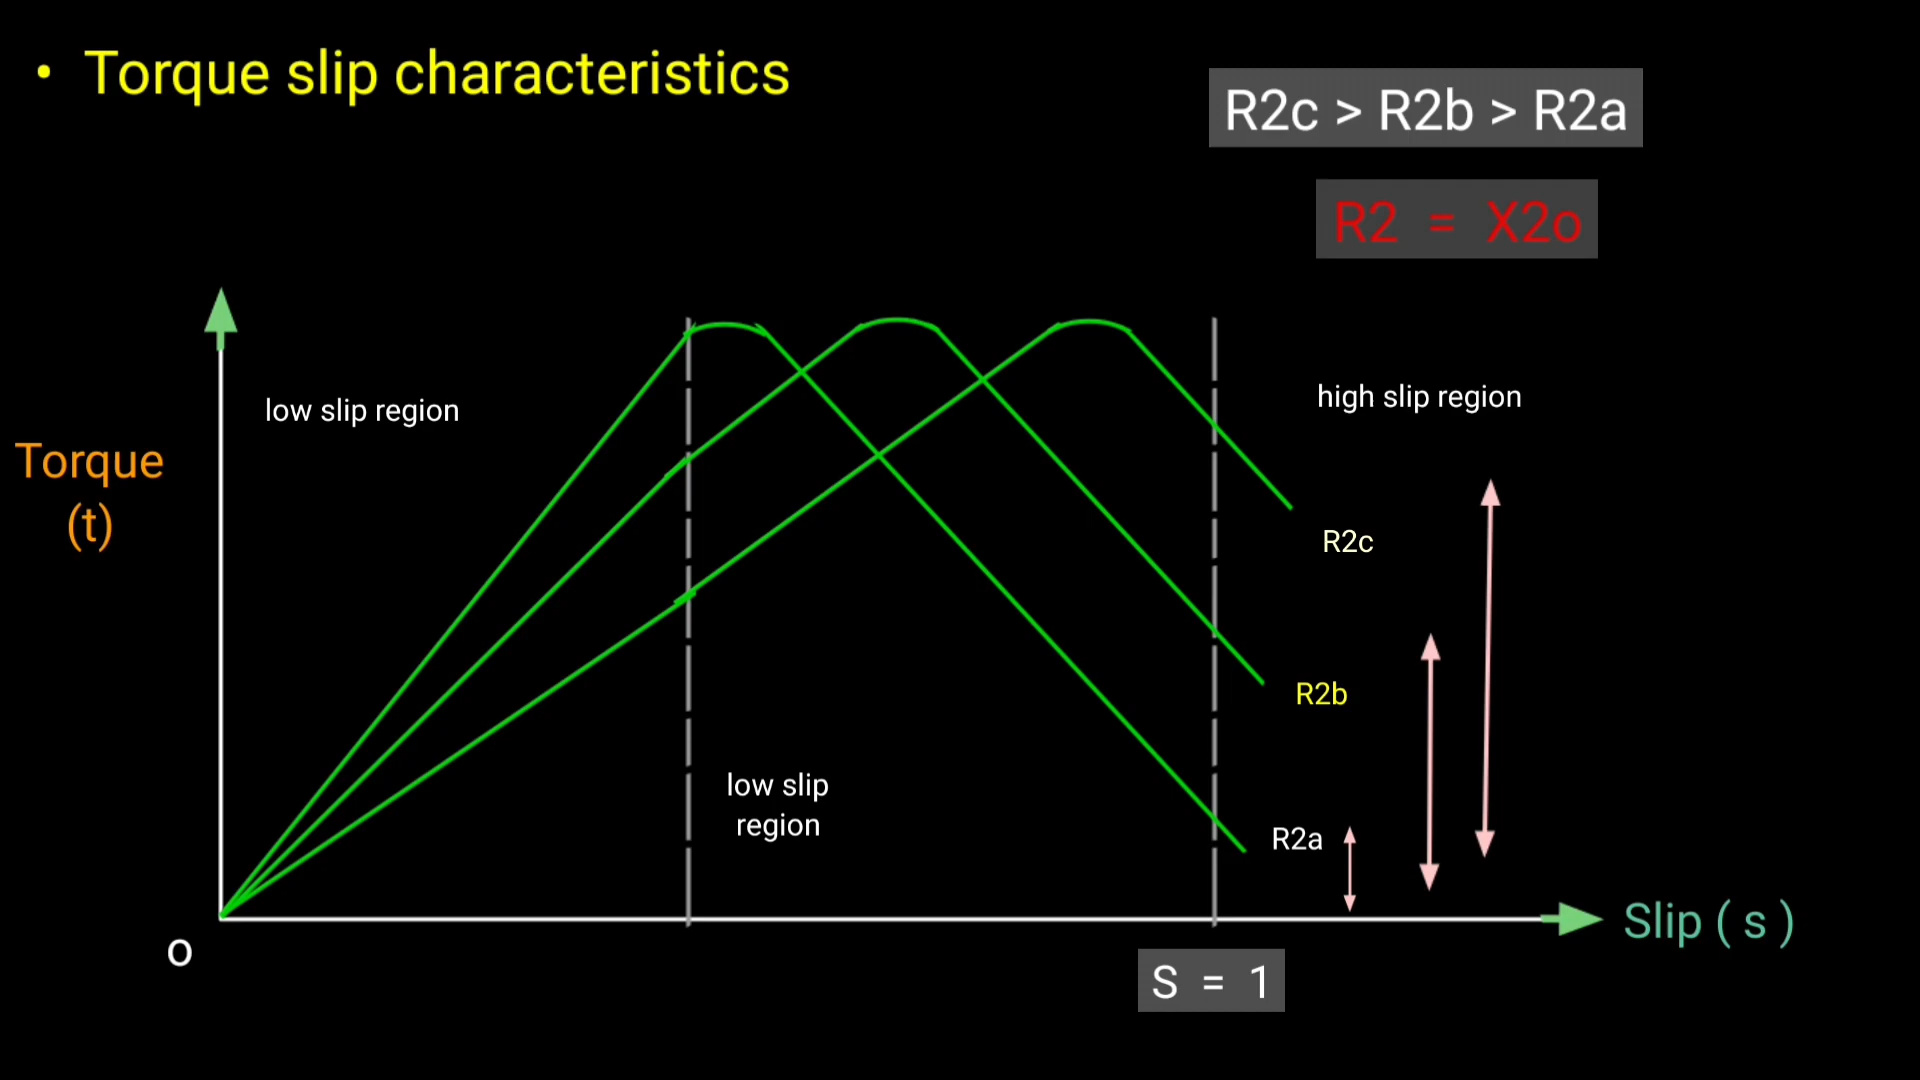 • Torque slip characteristics
R2c > R2b > R2a
R2 = X2o
low slip region
high slip region
Torque
(t)
R2c
R2b
low slip
region
R2a
Slip ( s )
O
S = 1